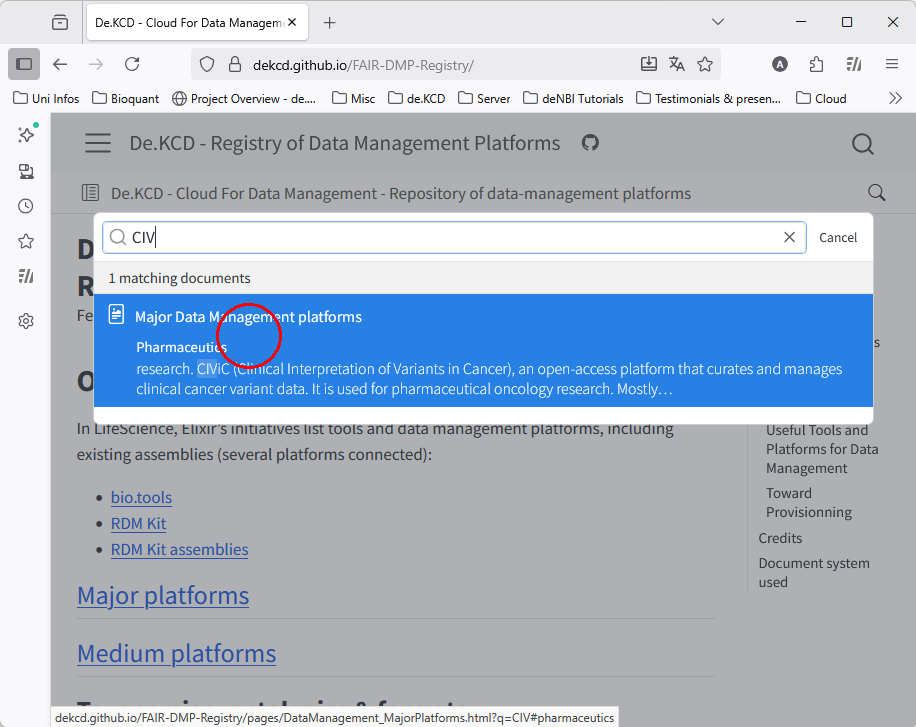 De.KCD - Cloud For Data Managem
dekcd.github.io/FAIR-DMP-Registry/
A
Uni Infos
Bioquant
Project Overview - de....
Misc
de.KCD
Server
deNBI Tutorials
Testimonials & presen...
Cloud
De.KCD - Registry of Data Management Platforms
De.KCD - Cloud For Data Management - Repository of data-management platforms
CIV
Cancel
1 matching documents
Major Data Management platforms
Pharmaceutics
research. CIViC (Clinical Interpretation of Variants in Cancer), an open-access platform that curates and manages
clinical cancer variant data. It is used for pharmaceutical oncology research. Mostly…
In LifeScience, Elixir's initiatives list tools and data management platforms, including
existing assemblies (several platforms connected):
bio.tools
RDM Kit
RDM Kit assemblies
Major platforms
Medium platforms
Useful Tools and
Platforms for Data
Management
Toward
Provisionning
Credits
Document system
used
dekcd.github.io/FAIR-DMP-Registry/pages/DataManagement_MajorPlatforms.html?q=CIV#pharmaceutics